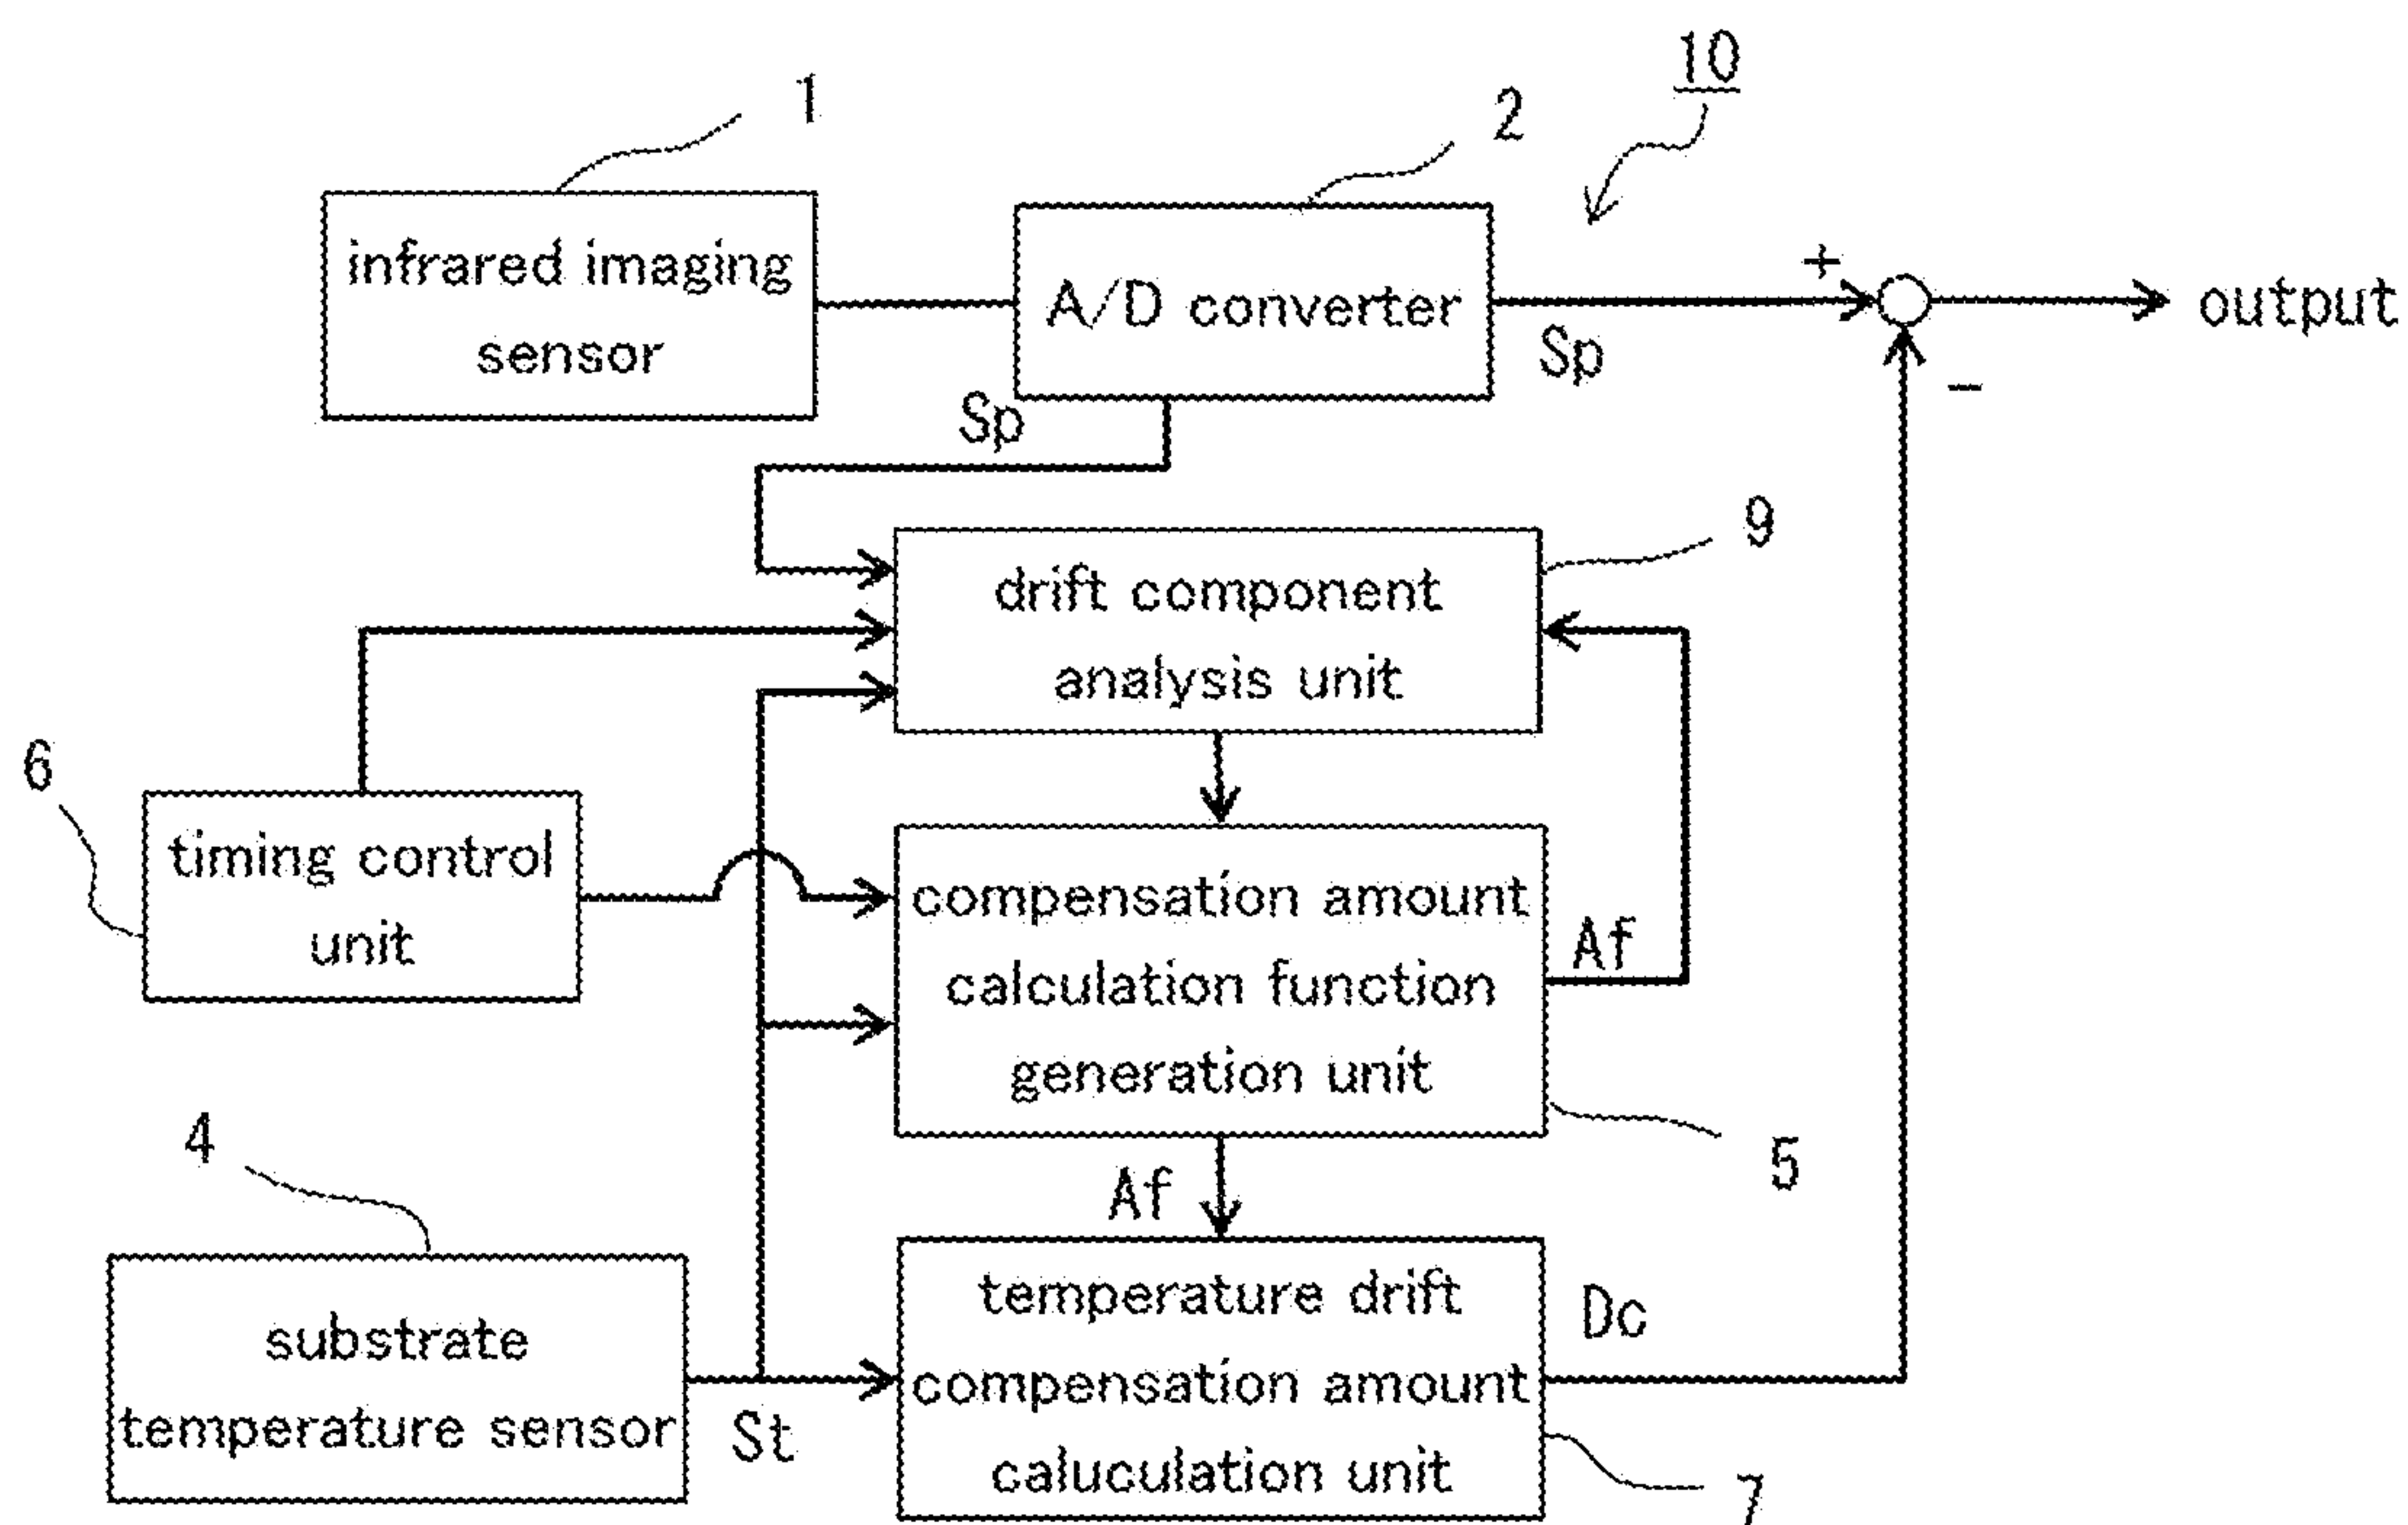 10
1
2
infrared imaging
sensor
A/D converter
+
output
Sp
Sp
-
9
drift component
analysis unit
6
timing control
unit
compensation amount
calculation function
generation unit
Af
5
4
Af
substrate
temperature sensor
St
temperature drift
compensation amount
caluculation unit
Dc
7